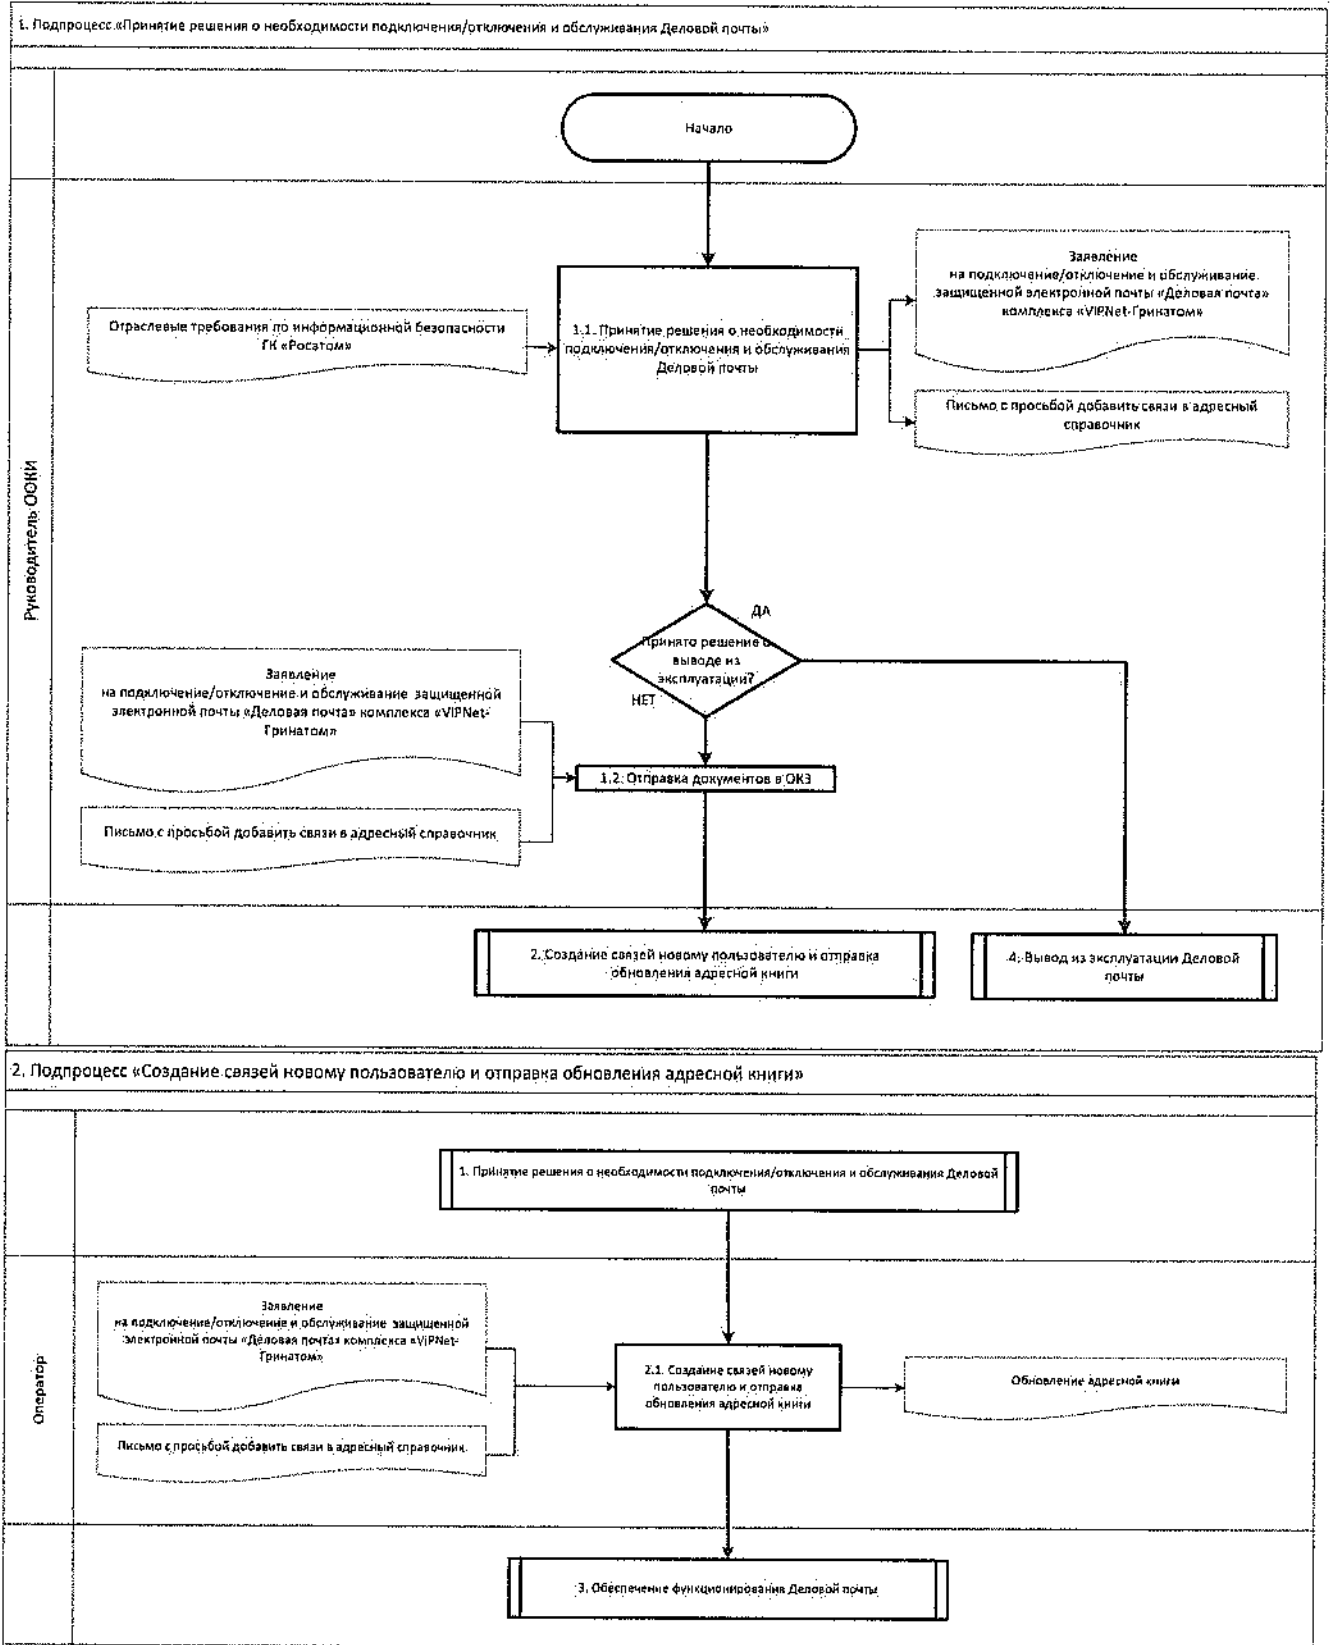 1. Подпроцесс «Принятие решения о необходимости подключения/отключения и обслуживания Деловой почты»
Начало
Руководитель ООКИ
Отраслевые требования по информационной безопасности
ГК «Росатом»
1.1. Принятие решения о необходимости
подключения/отключения и обслуживания
Деловой почты
Заявление
на подключение/отключение и обслуживание
защищенной электронной почты «Деловая почта»
комплекса «VIPNet-Гринатом»
Письмо с просьбой добавить связи в адресный
справочник
ДА
Принято решение о
выводе из
эксплуатации?
НЕТ
Заявление
на подключение/отключение и обслуживание защищенной
электронной почты «Деловая почта» комплекса «VIPNet-
Гринатом»
Письмо с просьбой добавить связи в адресный справочник
1.2. Отправка документов в ОКЗ
2. Создание связей новому пользователю и отправка
обновления адресной книги
4. Вывод из эксплуатации Деловой
почты
2. Подпроцесс «Создание связей новому пользователю и отправка обновления адресной книги»
1. Принятие решения о необходимости подключения/отключения и обслуживания Деловой
почты
Оператор
Заявление
на подключение/отключение и обслуживание защищенной
электронной почты «Деловая почта» комплекса «VIPNet-
Гринатом»
Письмо с просьбой добавить связи в адресный справочник
2.1. Создание связей новому
пользователю и отправка
обновления адресной книги
Обновление адресной книги
3. Обеспечение функционирования Деловой почты